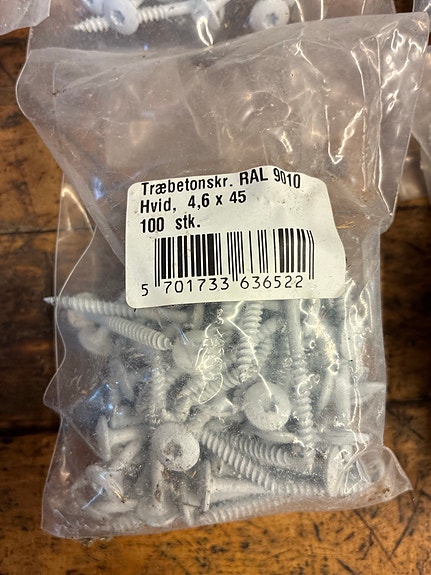 Træbetonskr. RAL 9010
Hvid, 4,6 x 45
100 stk.
5 701733 636522